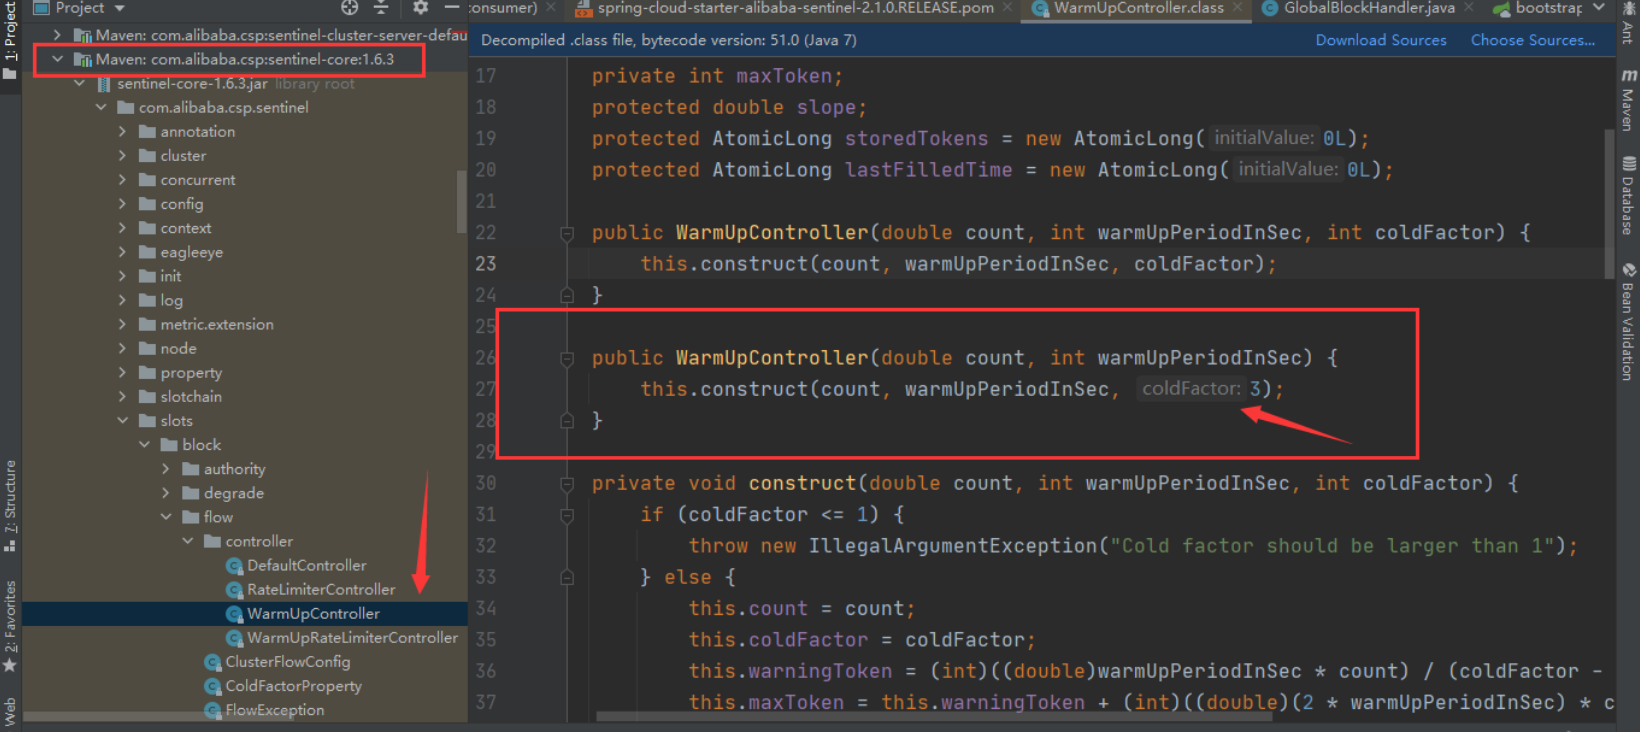 1: Project
Project
Maven: com.alibaba.csp:sentinel-cluster-server-defau
Maven: com.alibaba.csp:sentinel-core:1.6.3
sentinel-core-1.6.3.jar library root
com.alibaba.csp.sentinel
annotation
cluster
concurrent
config
context
eagleeye
init
log
metric.extension
node
property
slotchain
slots
block
authority
degrade
flow
controller
DefaultController
RateLimiterController
WarmUpController
WarmUpRateLimiterController
ClusterFlowConfig
ColdFactorProperty
FlowException
7: Structure
2: Favorites
Web
onsumer)
spring-cloud-starter-alibaba-sentinel-2.1.0.RELEASE.pom
WarmUpController.class
GlobalBlockHandler.java
bootstrap
Decompiled .class file, bytecode version: 51.0 (Java 7)
Download Sources
Choose Sources...
17 private int maxToken;
18 protected double slope;
19 protected AtomicLong storedTokens = new AtomicLong( initialValue: 0L);
20 protected AtomicLong lastFilledTime = new AtomicLong( initialValue: 0L);
21
22 public WarmUpController(double count, int warmUpPeriodInSec, int coldFactor) {
23 this.construct(count, warmUpPeriodInSec, coldFactor);
24 }
25
26 public WarmUpController(double count, int warmUpPeriodInSec) {
27 this.construct(count, warmUpPeriodInSec, coldFactor: 3);
28 }
29
30 private void construct(double count, int warmUpPeriodInSec, int coldFactor) {
31 if (coldFactor <= 1) {
32 throw new IllegalArgumentException("Cold factor should be larger than 1");
33 } else {
34 this.count = count;
35 this.coldFactor = coldFactor;
36 this.warningToken = (int)((double)warmUpPeriodInSec * count) / (coldFactor -
37 this.maxToken = this.warningToken + (int)((double)(2 * warmUpPeriodInSec) * c
Ant
Maven
Database
Bean Validation